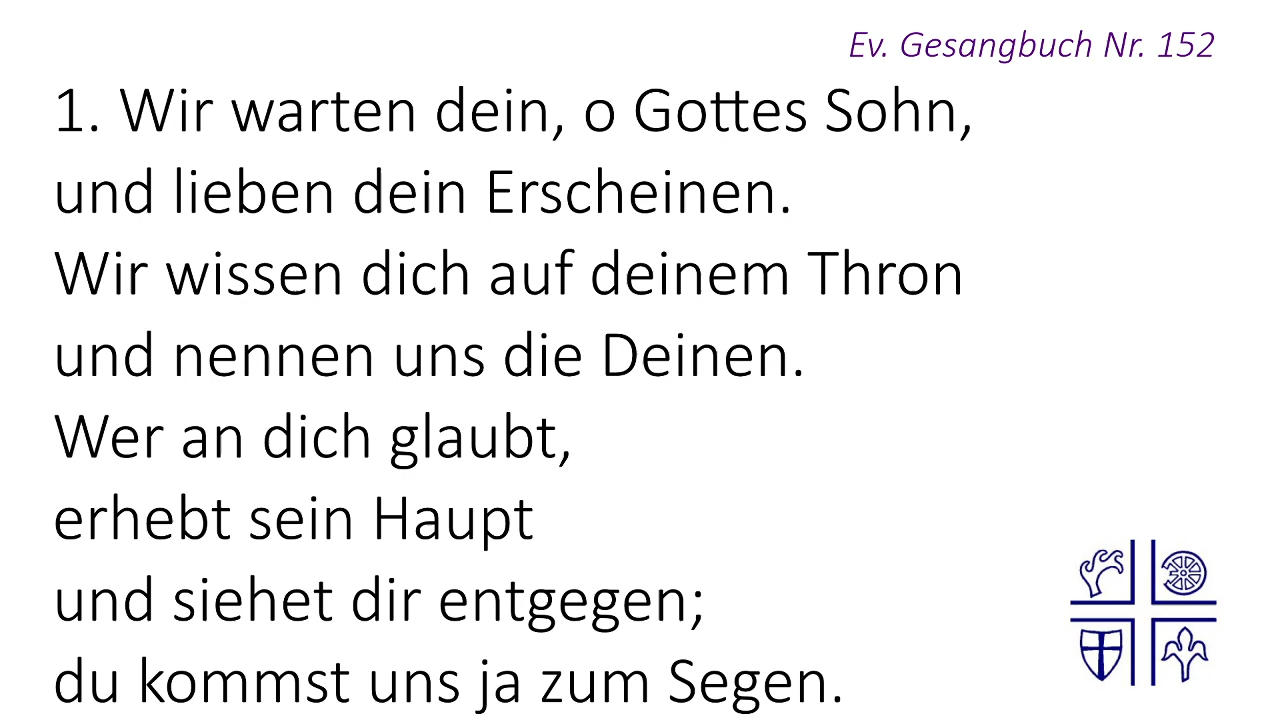 Ev. Gesangbuch Nr. 152
1. Wir warten dein, o Gottes Sohn,
und lieben dein Erscheinen.
Wir wissen dich auf deinem Thron
und nennen uns die Deinen.
Wer an dich glaubt,
erhebt sein Haupt
und siehet dir entgegen;
du kommst uns ja zum Segen.